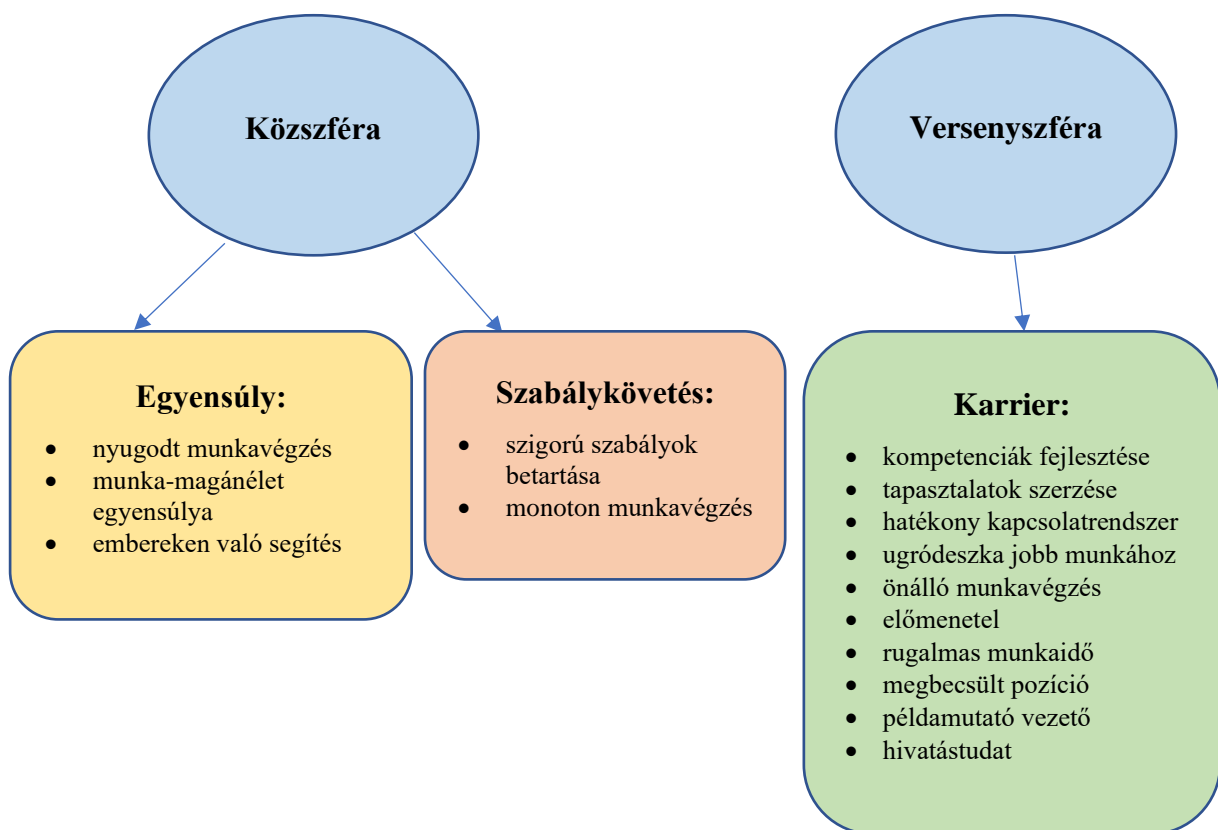 Közszféra
Versenyszféra
Egyensúly:
• nyugodt munkavégzés
• munka-magánélet
egyensúlya
• embereken való segítés
Szabálykövetés:
• szigorú szabályok
betartása
• monoton munkavégzés
Karrier:
• kompetenciák fejlesztése
• tapasztalatok szerzése
• hatékony kapcsolatrendszer
• ugródeszka jobb munkához
• önálló munkavégzés
• előmenetel
• rugalmas munkaidő
• megbecsült pozíció
• példamutató vezető
• hivatástudat